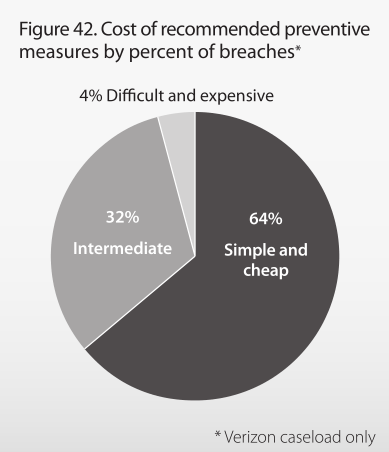 Figure 42. Cost of recommended preventive
measures by percent of breaches*
4% Difficult and expensive
32%
Intermediate
64%
Simple and
cheap
* Verizon caseload only